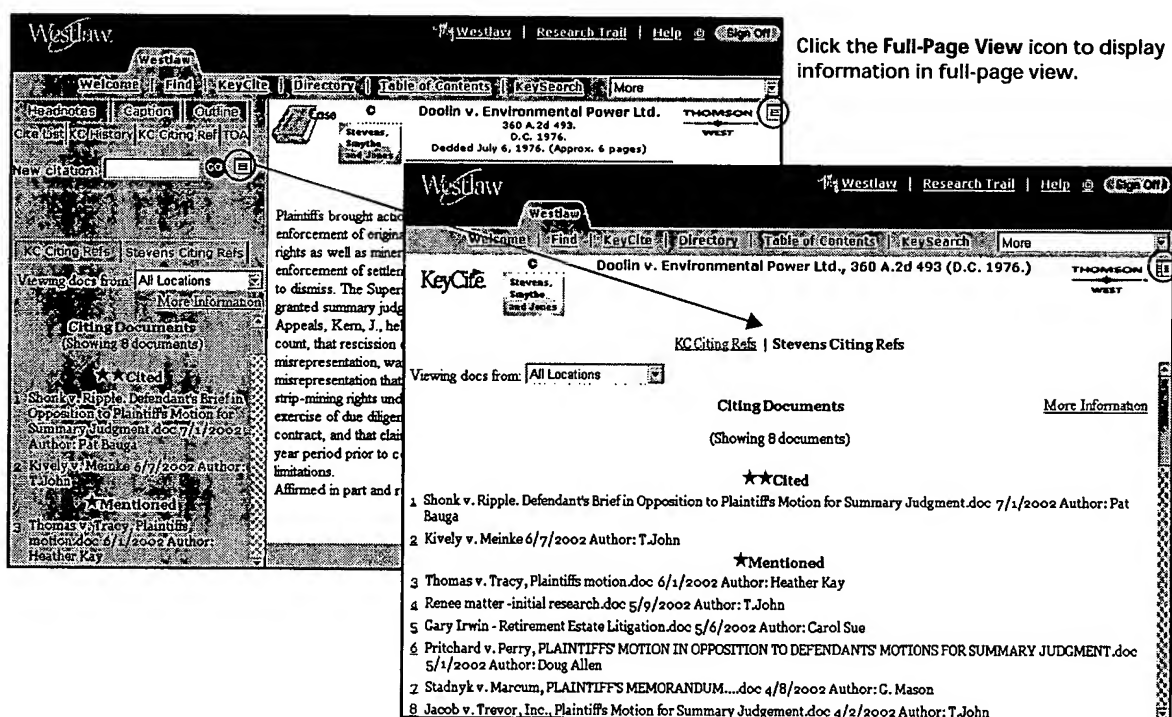 Westlaw.
My Westlaw | Research Trail | Help | Sign Off
Westlaw
Welcome | Find | KeyCite | Directory | Table of Contents | KeySearch | More
Headnotes | Caption | Outline
Cite List | KC History | KC Citing Ref | TOA
New citation: GO
KC Citing Refs | Stevens Citing Refs
Viewing docs from: All Locations
More Information
Citing Documents
(Showing 8 documents)
★★Cited
1 Shonk v. Ripple. Defendant's Brief in
Opposition to Plaintiff's Motion for
Summary Judgment.doc 7/1/2002
Author: Pat Bauga
2 Kively v. Meinke 6/7/2002 Author:
T.John
★Mentioned
3 Thomas v. Tracy, Plaintiffs
motion.doc 6/1/2002 Author:
Heather Kay
Case
C
Stevens,
Smythe
and Jones
Doolin v. Environmental Power Ltd.
360 A.2d 493.
D.C. 1976.
Decided July 6, 1976. (Approx. 6 pages)
THOMSON
WEST
Plaintiffs brought actio
enforcement of origina
rights as well as miner
enforcement of settlem
to dismiss. The Super
granted summary judg
Appeals, Kern, J., hel
count, that rescission
misrepresentation, wa
misrepresentation that
strip-mining rights und
exercise of due diligen
contract, and that clai
year period prior to c
limitations.
Affirmed in part and r
Click the Full-Page View icon to display
information in full-page view.
Westlaw
My Westlaw | Research Trail | Help | Sign Off
Westlaw
Welcome | Find | KeyCite | Directory | Table of Contents | KeySearch | More
KeyCite
C
Stevens,
Smythe
and Jones
Doolin v. Environmental Power Ltd., 360 A.2d 493 (D.C. 1976.)
THOMSON
WEST
KC Citing Refs | Stevens Citing Refs
Viewing docs from: All Locations
Citing Documents More Information
(Showing 8 documents)
★★Cited
1 Shonk v. Ripple. Defendant's Brief in Opposition to Plaintiff's Motion for Summary Judgment.doc 7/1/2002 Author: Pat
Bauga
2 Kively v. Meinke 6/7/2002 Author: T.John
★Mentioned
3 Thomas v. Tracy, Plaintiffs motion.doc 6/1/2002 Author: Heather Kay
4 Renee matter -initial research.doc 5/9/2002 Author: T.John
5 Gary Irwin - Retirement Estate Litigation.doc 5/6/2002 Author: Carol Sue
6 Pritchard v. Perry, PLAINTIFFS' MOTION IN OPPOSITION TO DEFENDANTS' MOTIONS FOR SUMMARY JUDGMENT.doc
5/1/2002 Author: Doug Allen
7 Stadnyk v. Marcum, PLAINTIFF'S MEMORANDUM....doc 4/8/2002 Author: G. Mason
8 Jacob v. Trevor, Inc., Plaintiffs Motion for Summary Judgement.doc 4/2/2002 Author: T.John